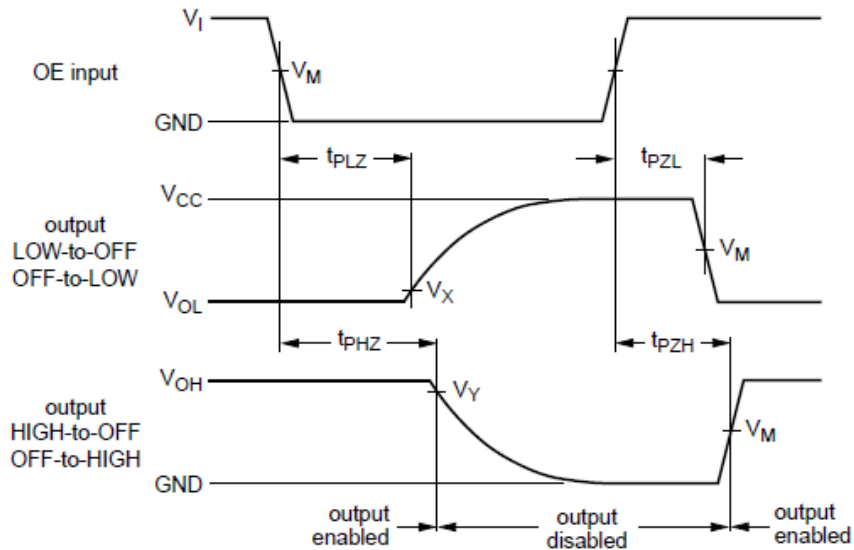 V_I
OE input
V_M
GND
t_PLZ
t_PZL
V_CC
output
LOW-to-OFF
OFF-to-LOW
V_M
V_X
V_OL
t_PHZ
t_PZH
V_OH
output
HIGH-to-OFF
OFF-to-HIGH
V_Y
V_M
GND
output
enabled
output
disabled
output
enabled